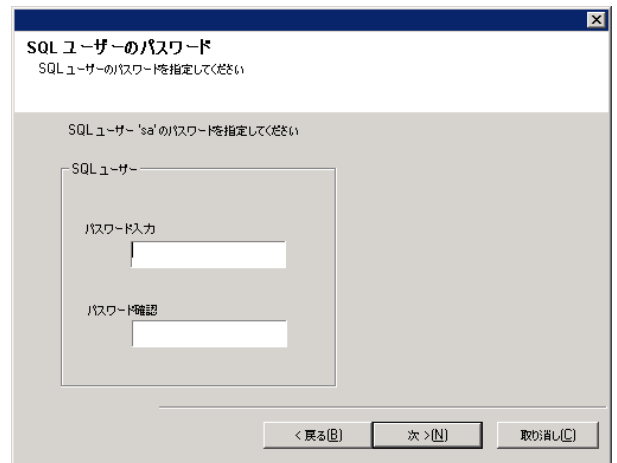 SQL ユーザーのパスワード
SQL ユーザーのパスワードを指定してください
SQL ユーザー 'sa' のパスワードを指定してください
SQL ユーザー
パスワード入力
パスワード確認
< 戻る(B)
次 >(N)
取り消し(C)